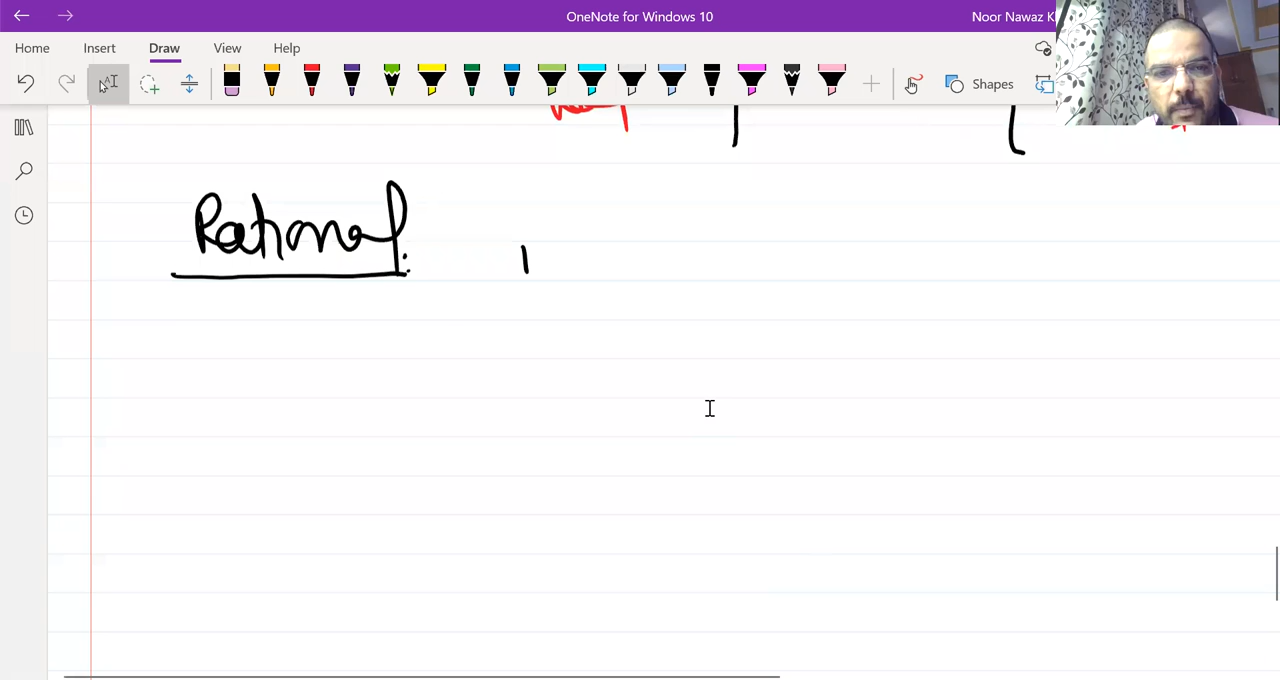 OneNote for Windows 10
Noor Nawaz K
Home Insert Draw View Help
Shapes
Rational